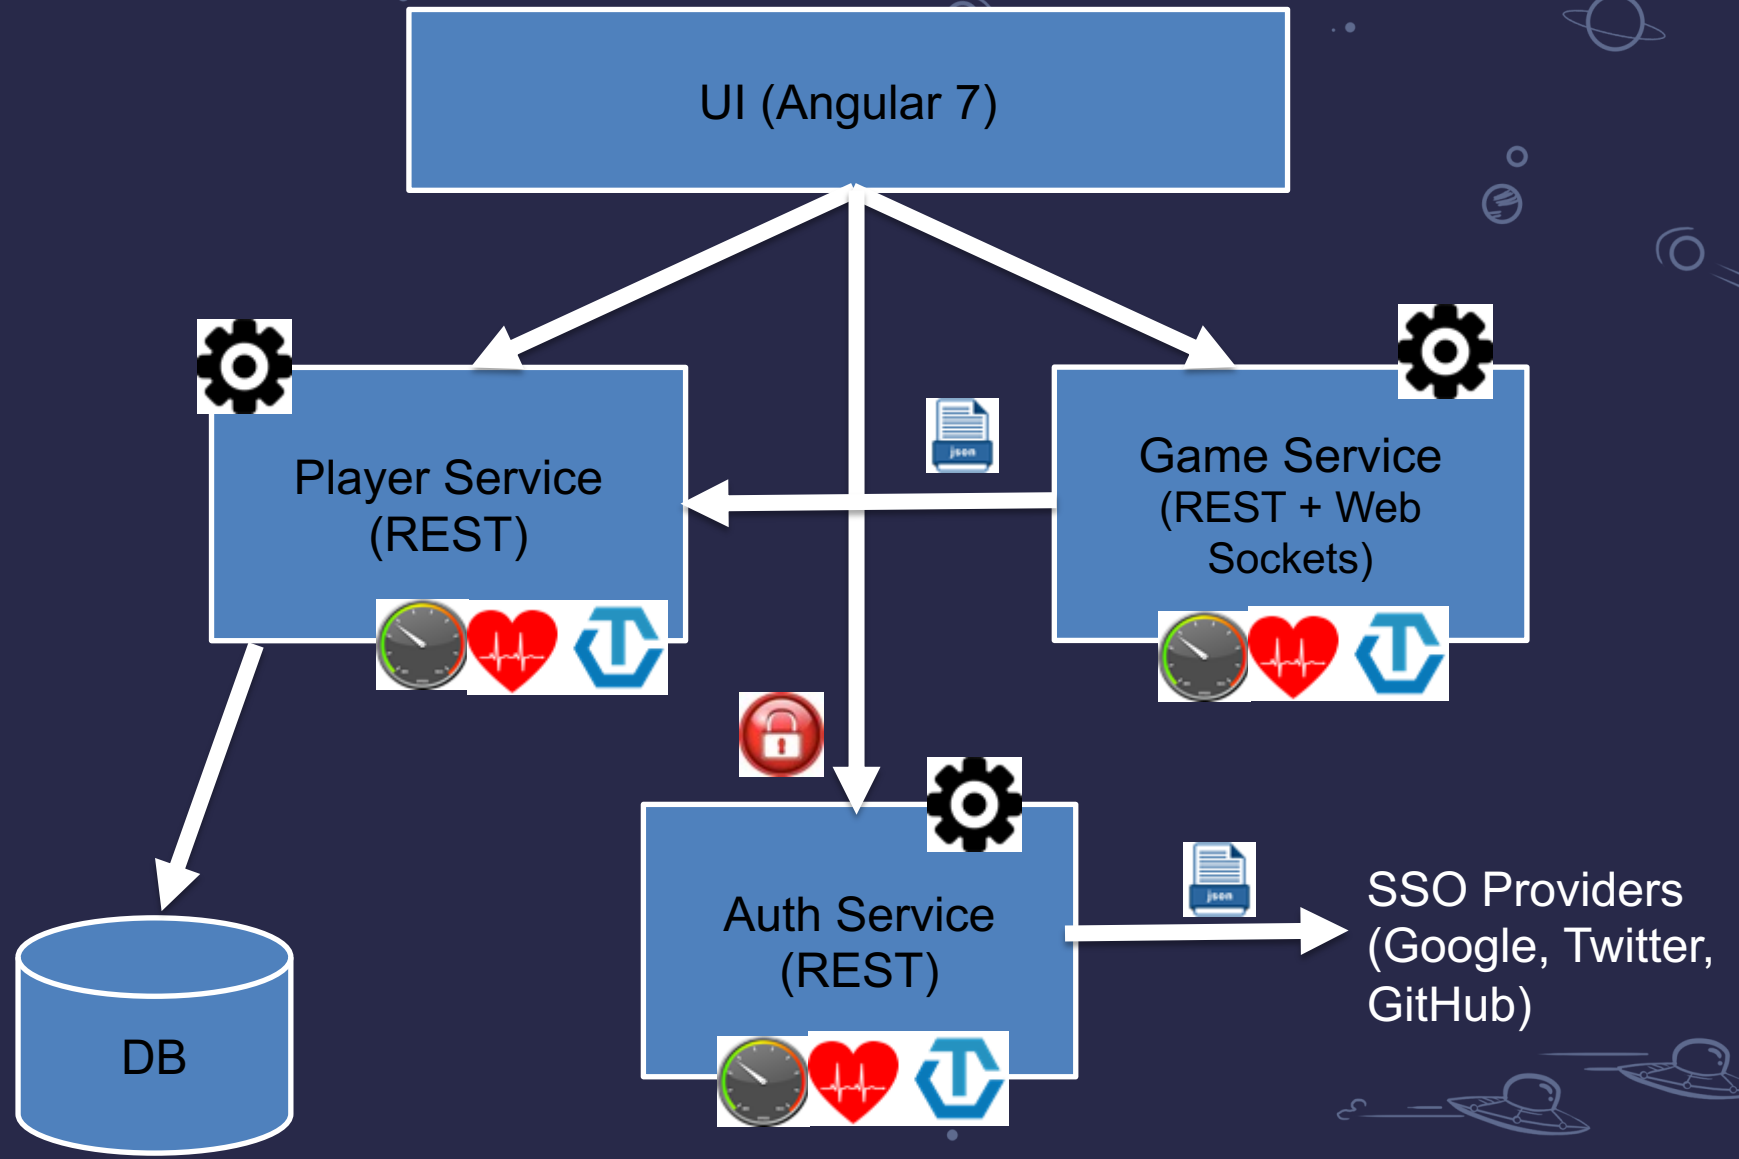 UI (Angular 7)
json
Player Service
(REST)
Game Service
(REST + Web
Sockets)
json
Auth Service
(REST)
SSO Providers
(Google, Twitter,
GitHub)
DB